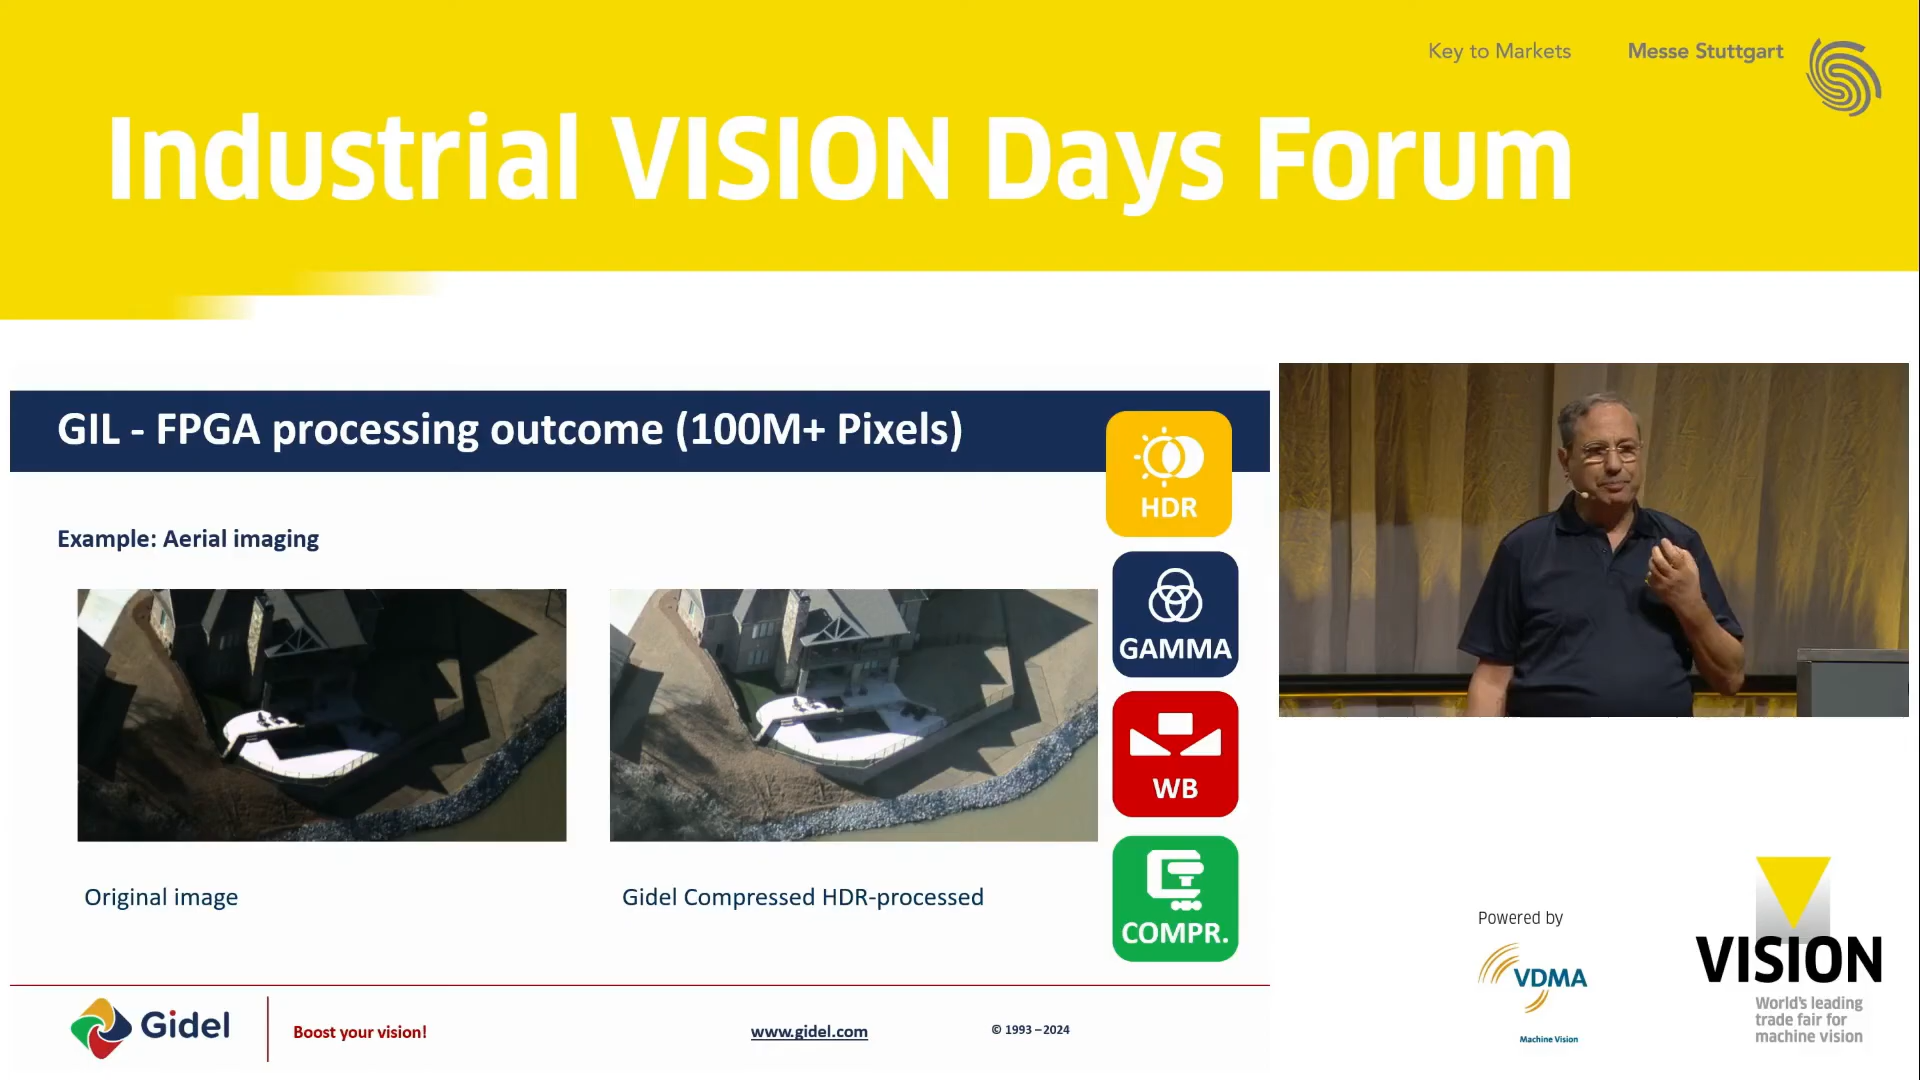 Key to Markets
Messe Stuttgart
Industrial VISION Days Forum
GIL - FPGA processing outcome (100M+ Pixels)
HDR
Example: Aerial imaging
GAMMA
WB
Original image
Gidel Compressed HDR-processed
COMPR.
Gidel
Boost your vision!
www.gidel.com
© 1993 – 2024
Powered by
VDMA
Machine Vision
VISION
World's leading
trade fair for
machine vision